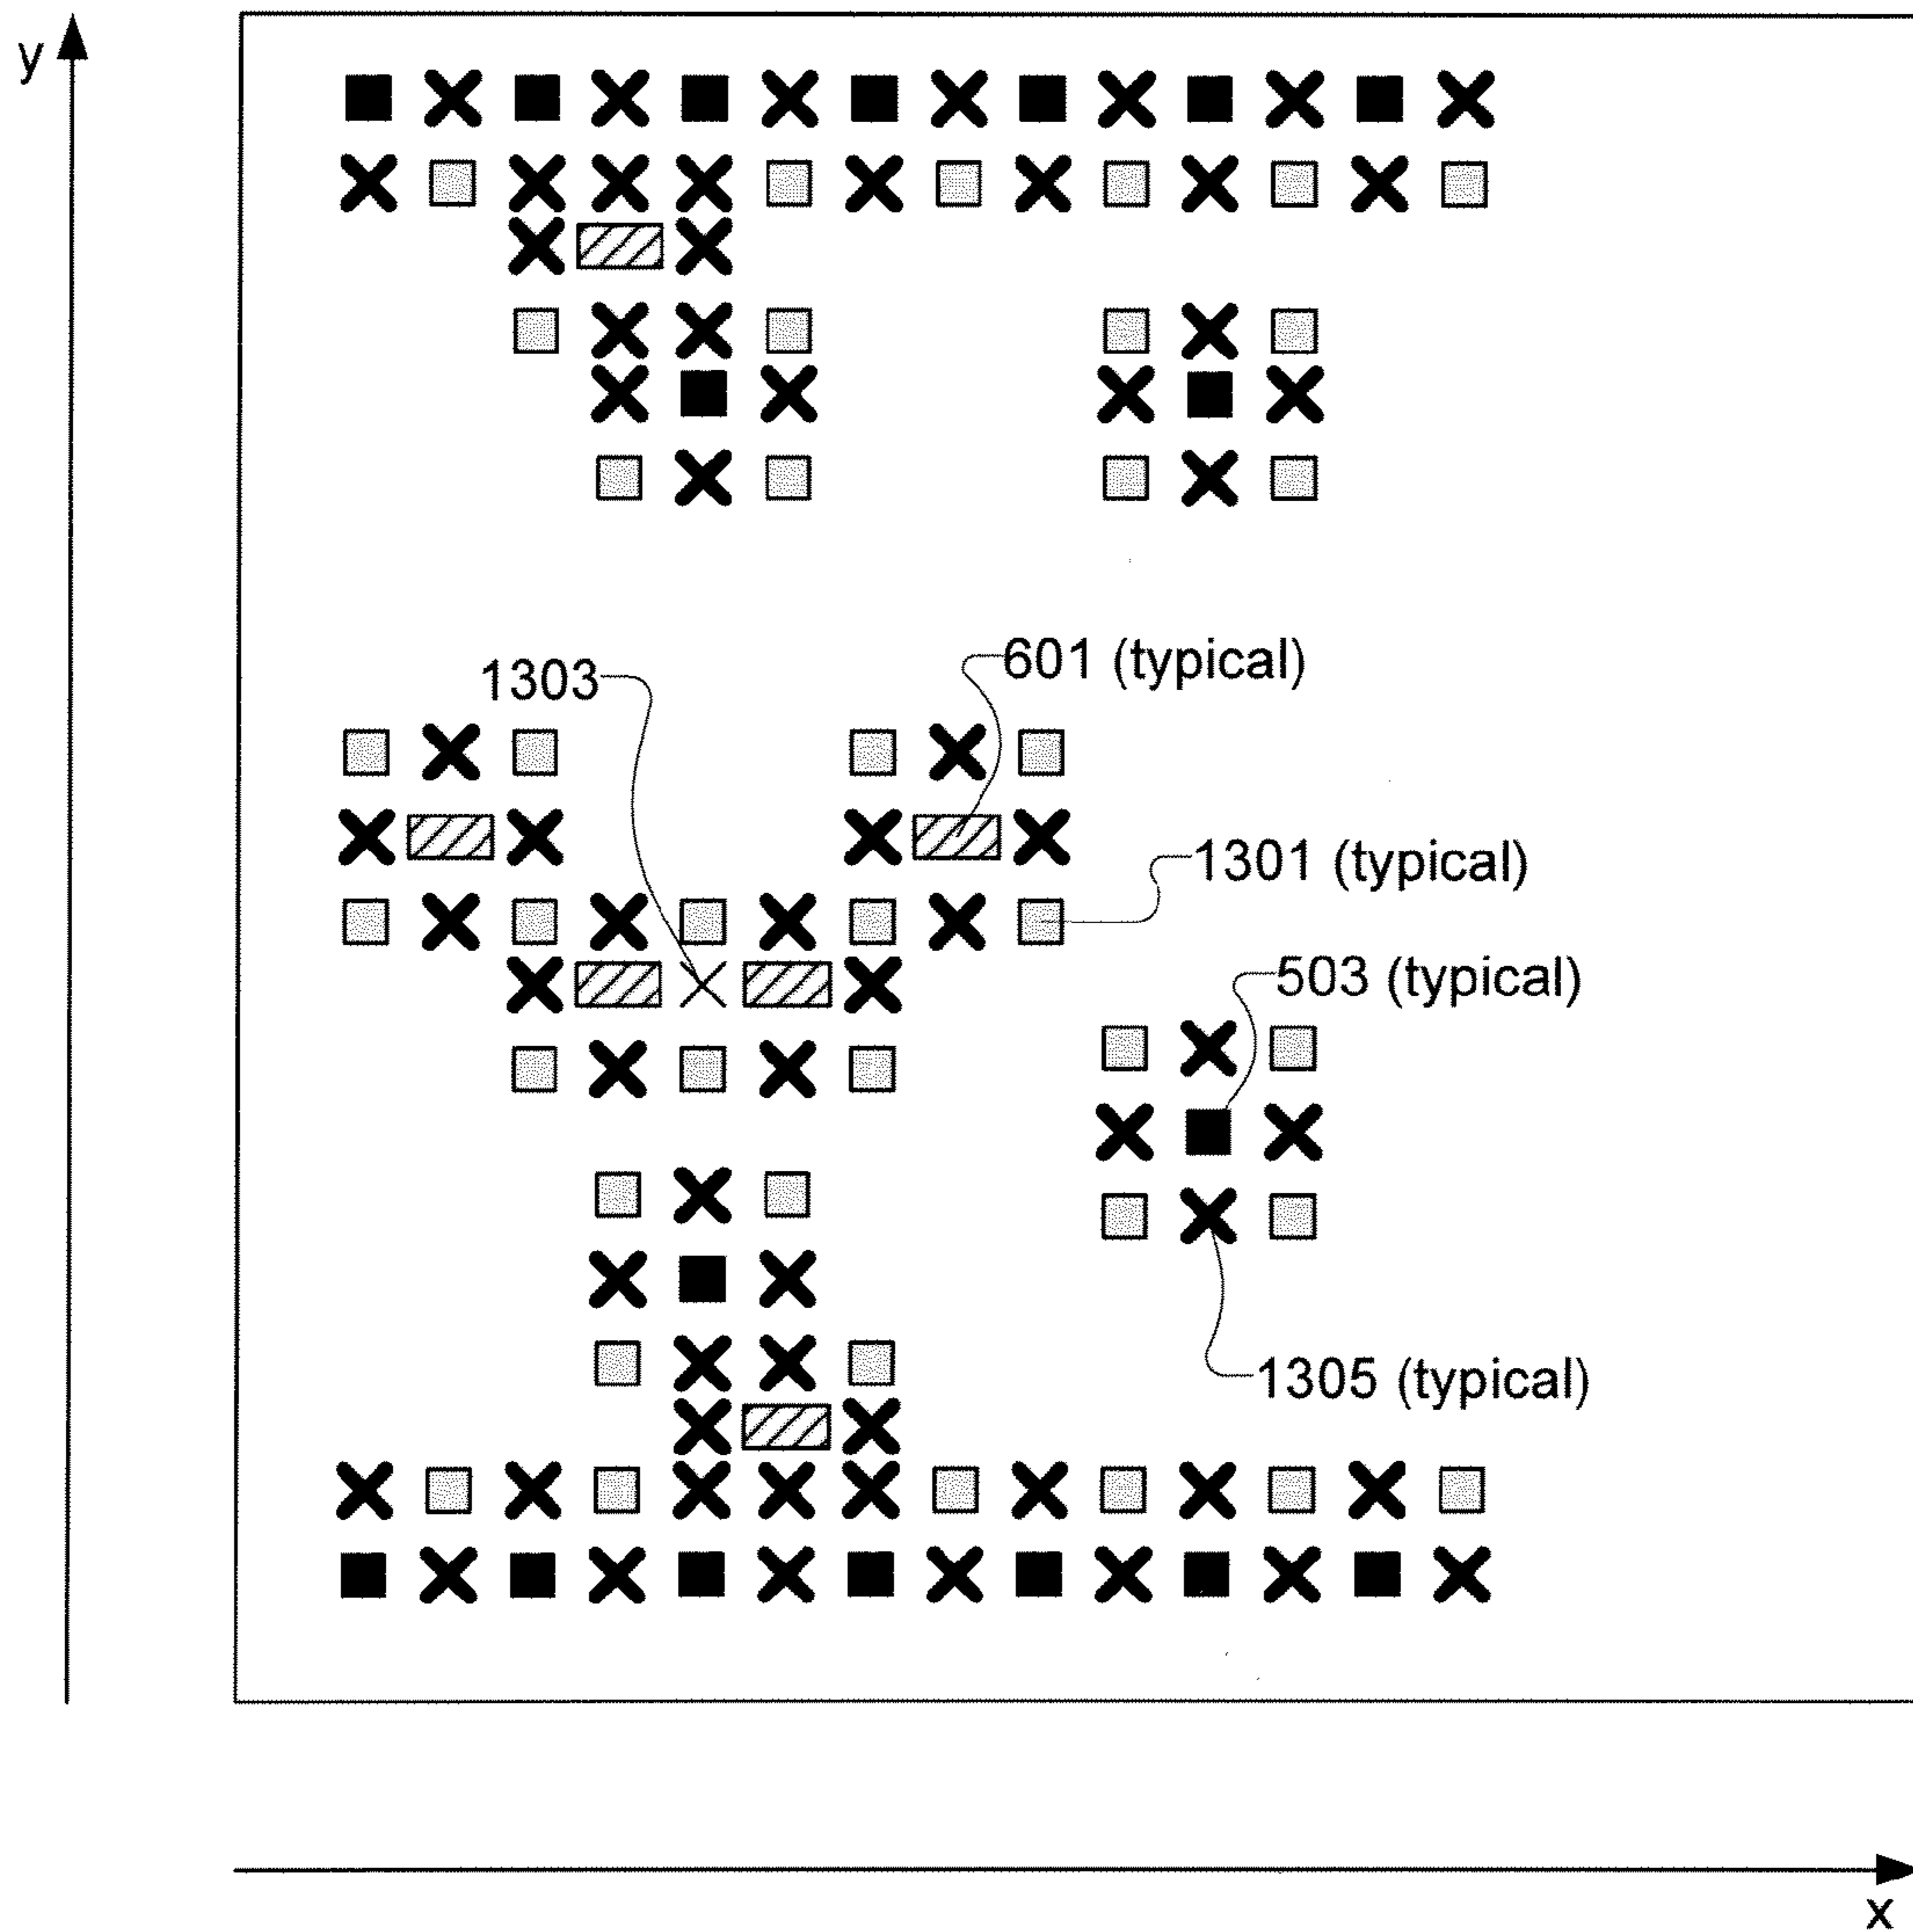 y
601 (typical)
1303
1301 (typical)
503 (typical)
1305 (typical)
x